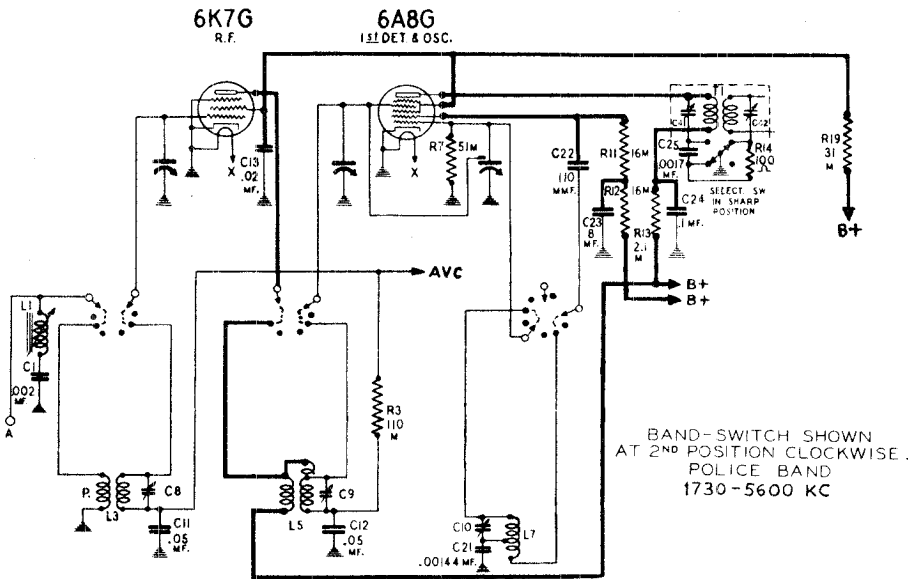 6K7G
R.F.
6A8G
1st DET. & OSC.
X
C13
.02
MF.
X
R7
51M
C22
110
MMF.
R11
16M
R12
16M
C23
8
MF.
R13
2.1
M
C24
.1MF.
C41
C42
C25
.0017
MF.
R14
100
Ω
SELECT. SW
IN SHARP
POSITION
R19
31
M
B+
AVC
B+
B+
L1
C1
.002
MF.
A
R3
110
M
P.
L3
C8
C11
.05
MF.
L5
C9
C12
.05
MF.
C10
C21
.00144 MF.
L7
BAND-SWITCH SHOWN
AT 2ND POSITION CLOCKWISE.
POLICE BAND
1730-5600 KC